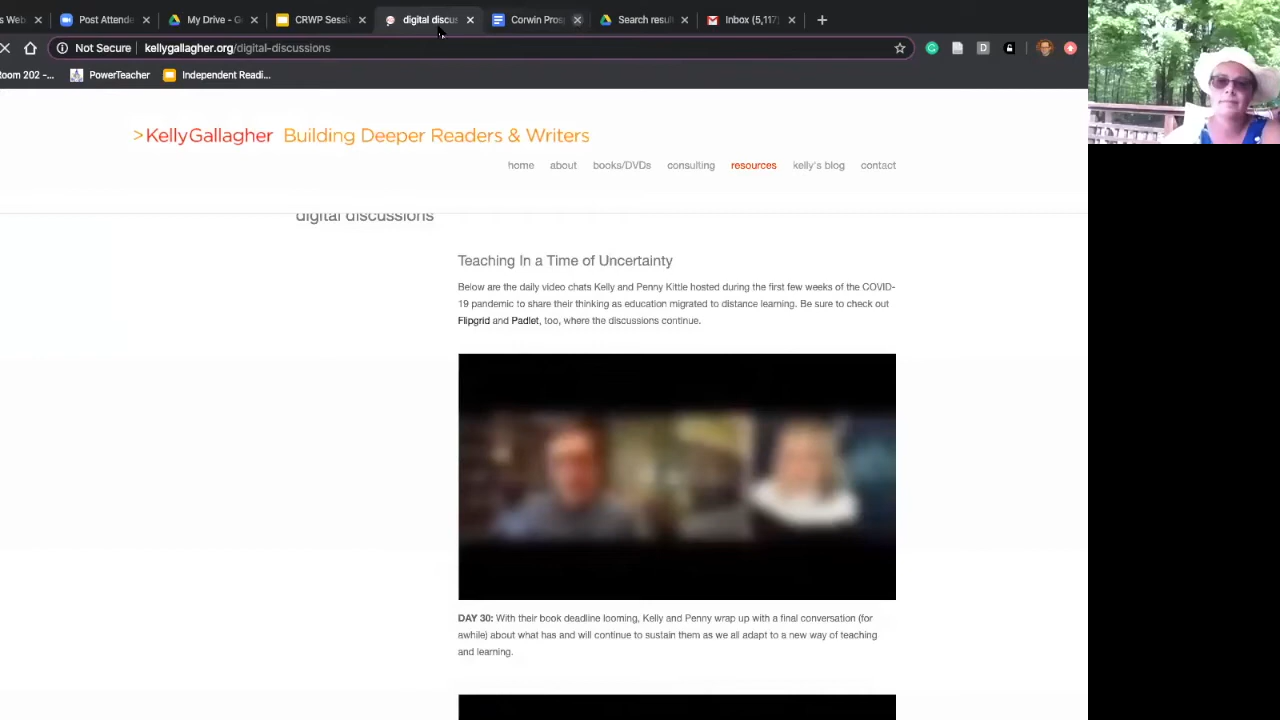 s Web
Post Attende
My Drive - G
CRWP Sessi
digital discus
Corwin Pros
Search result
Inbox (5,117)
Not Secure
kellygallagher.org/digital-discussions
oom 202 -...
PowerTeacher
Independent Readi...
>KellyGallagher Building Deeper Readers & Writers
home about books/DVDs consulting resources kelly's blog contact
digital discussions
Teaching In a Time of Uncertainty
Below are the daily video chats Kelly and Penny Kittle hosted during the first few weeks of the COVID-
19 pandemic to share their thinking as education migrated to distance learning. Be sure to check out
Flipgrid and Padlet, too, where the discussions continue.
DAY 30: With their book deadline looming, Kelly and Penny wrap up with a final conversation (for
awhile) about what has and will continue to sustain them as we all adapt to a new way of teaching
and learning.